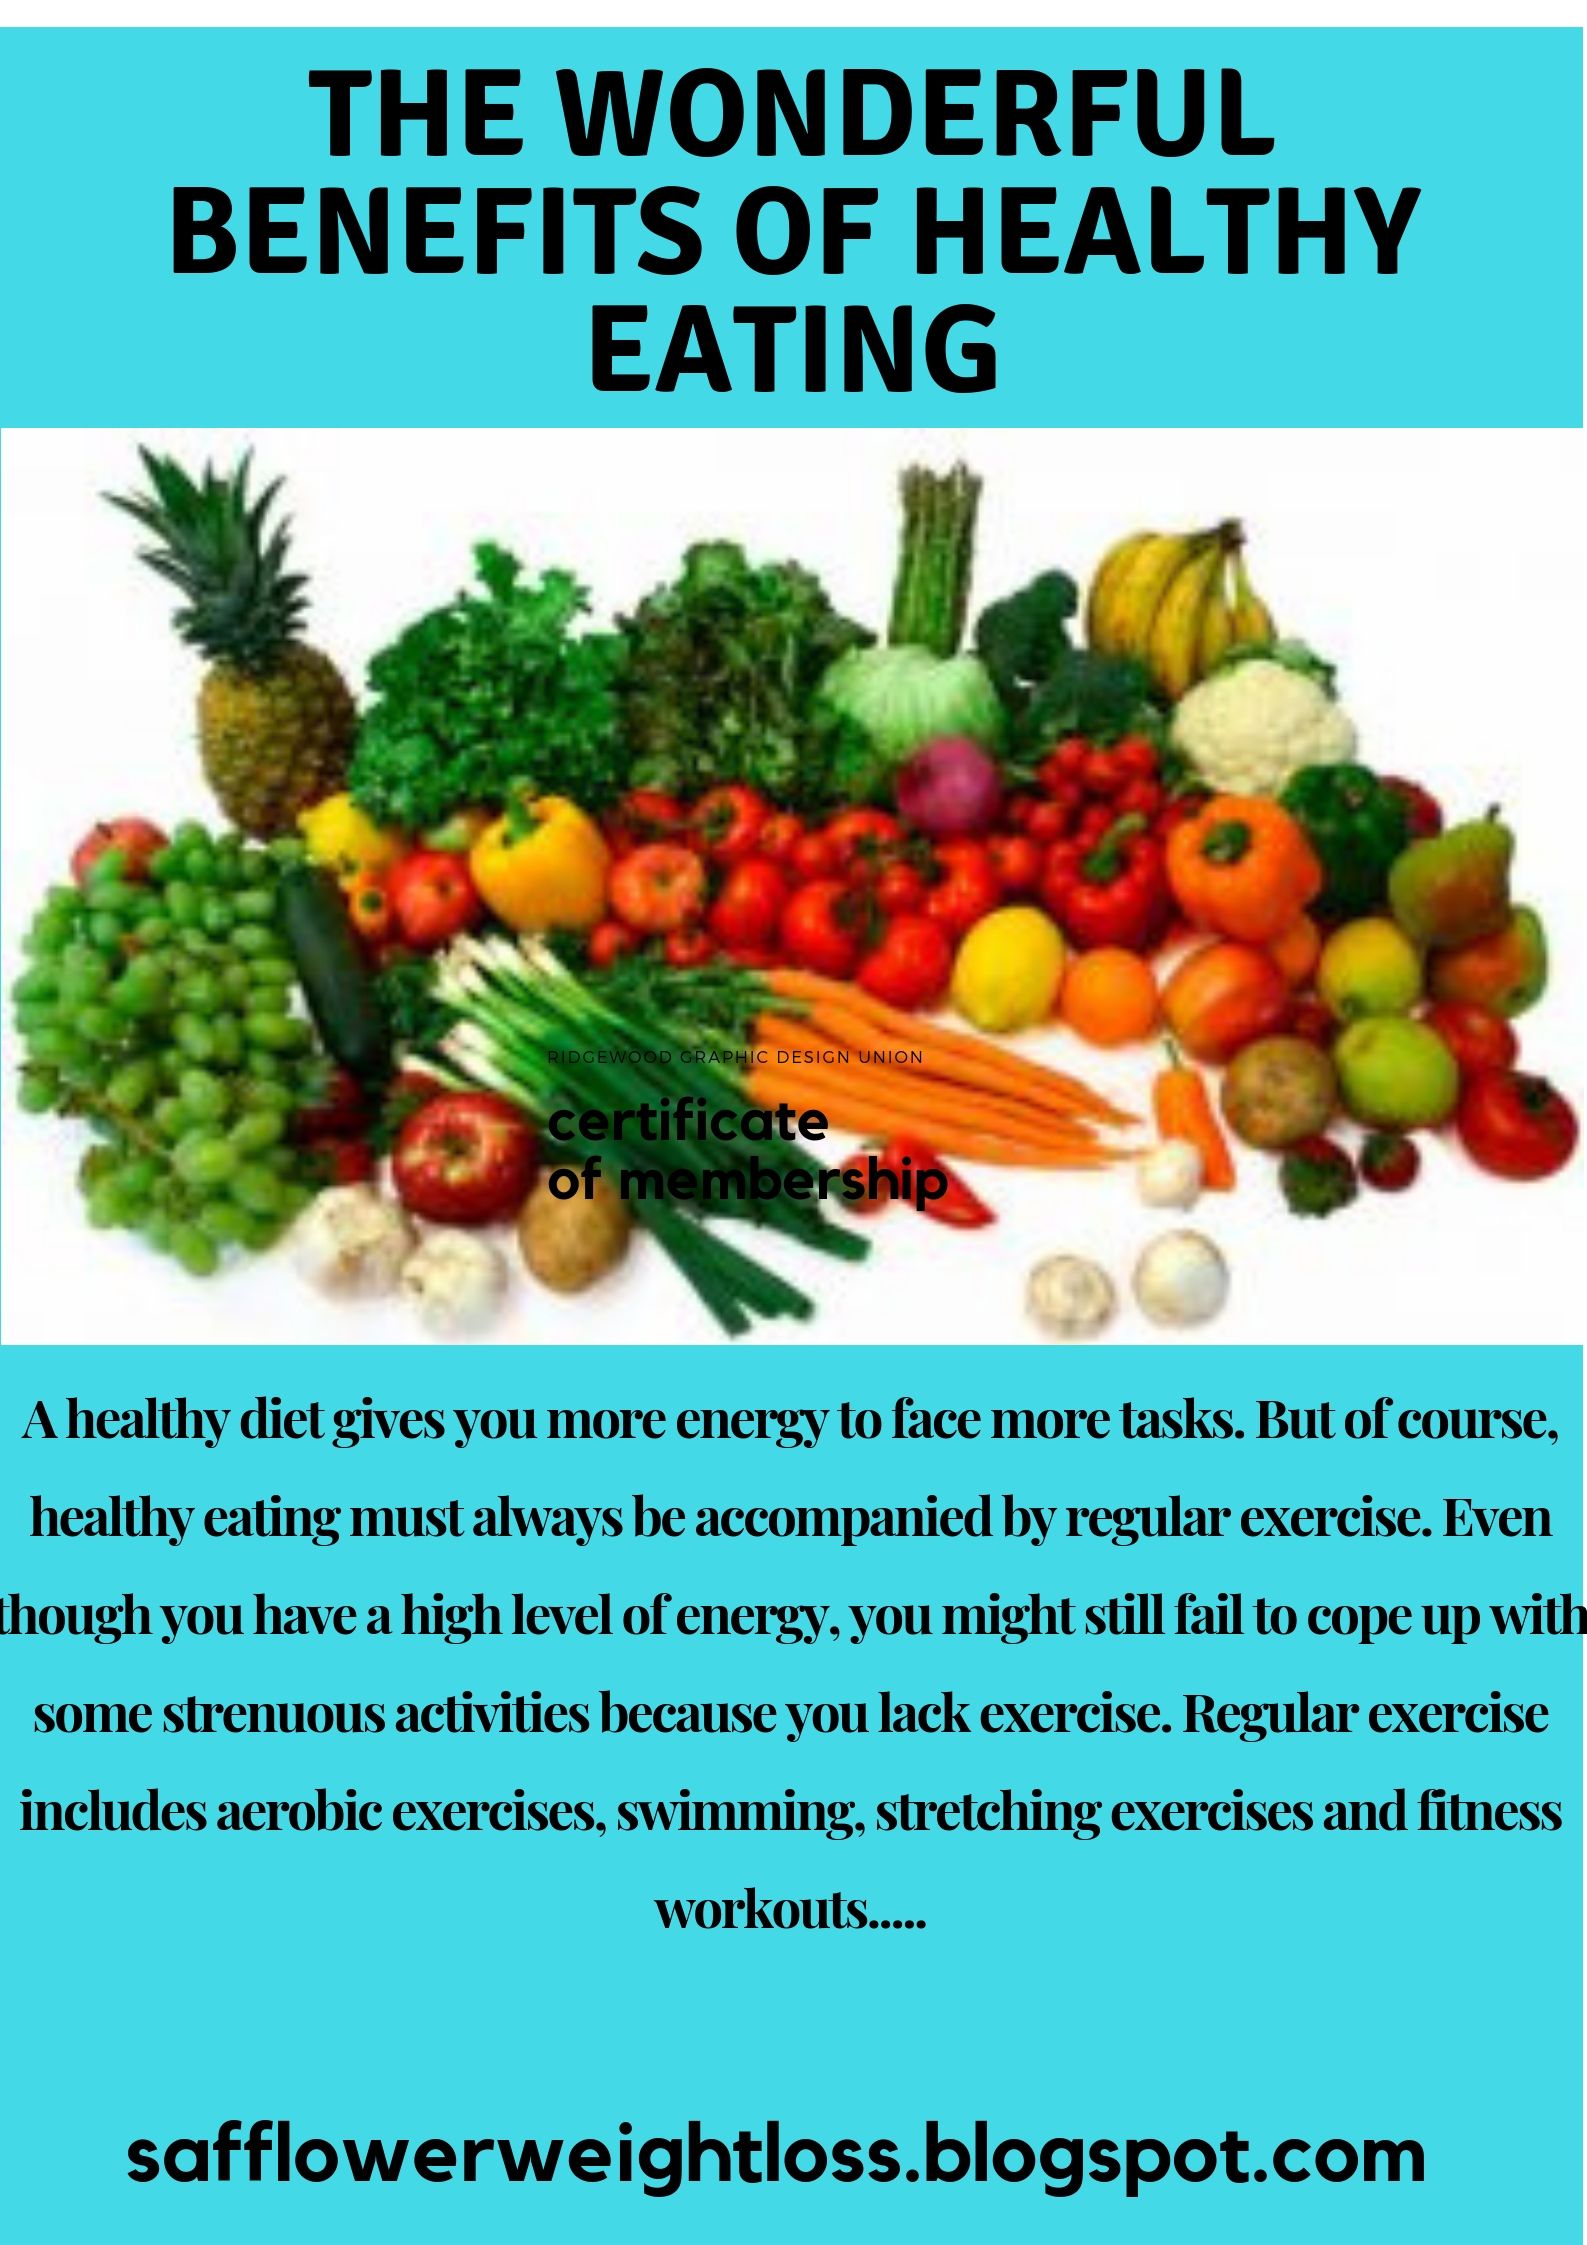 THE WONDERFUL
BENEFITS OF HEALTHY
EATING
RIDGEWOOD GRAPHIC DESIGN UNION
certificate
of membership
A healthy diet gives you more energy to face more tasks. But of course,
healthy eating must always be accompanied by regular exercise. Even
though you have a high level of energy, you might still fail to cope up with
some strenuous activities because you lack exercise. Regular exercise
includes aerobic exercises, swimming, stretching exercises and fitness
workouts.....
safflowerweightloss.blogspot.com